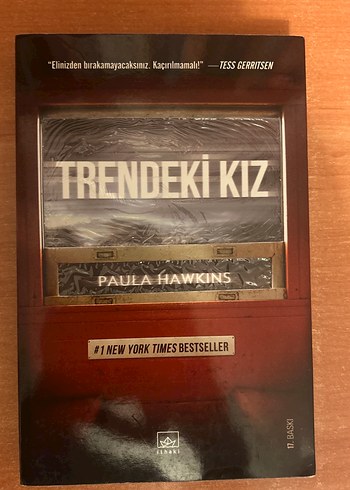 “Elinizden bırakamayacaksınız. Kaçırılmamalı!” —TESS GERRITSEN
TRENDEKİ KIZ
PAULA HAWKINS
#1 NEW YORK TIMES BESTSELLER
17. BASKI
ithaki